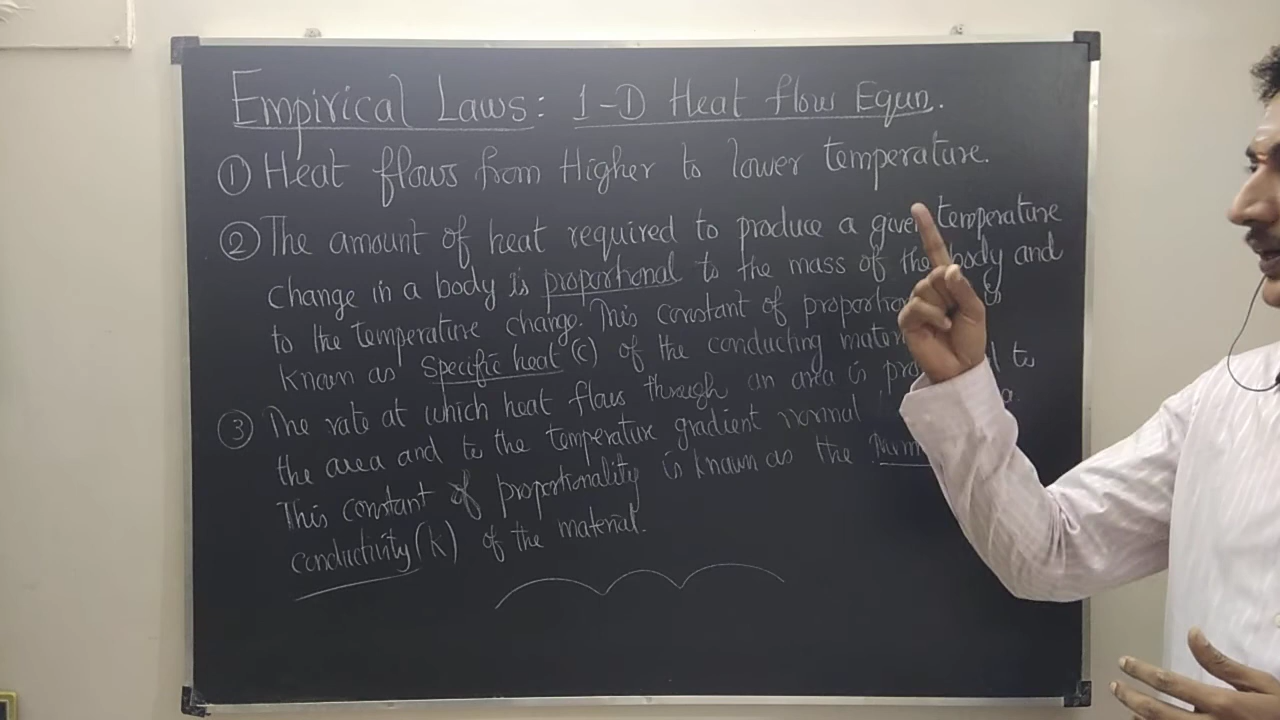 Empirical Laws: 1-D Heat flow Equn.
① Heat flows from Higher to lower temperature.
② The amount of heat required to produce a given temperature
change in a body is proportional to the mass of the body and
to the temperature change. This constant of
known as Specific heat (c) of the conducting
③ The rate at which heat flows through an area is to
the area and to the temperature gradient normal
This constant of proportionality is known as the
conductivity (K) of the material.